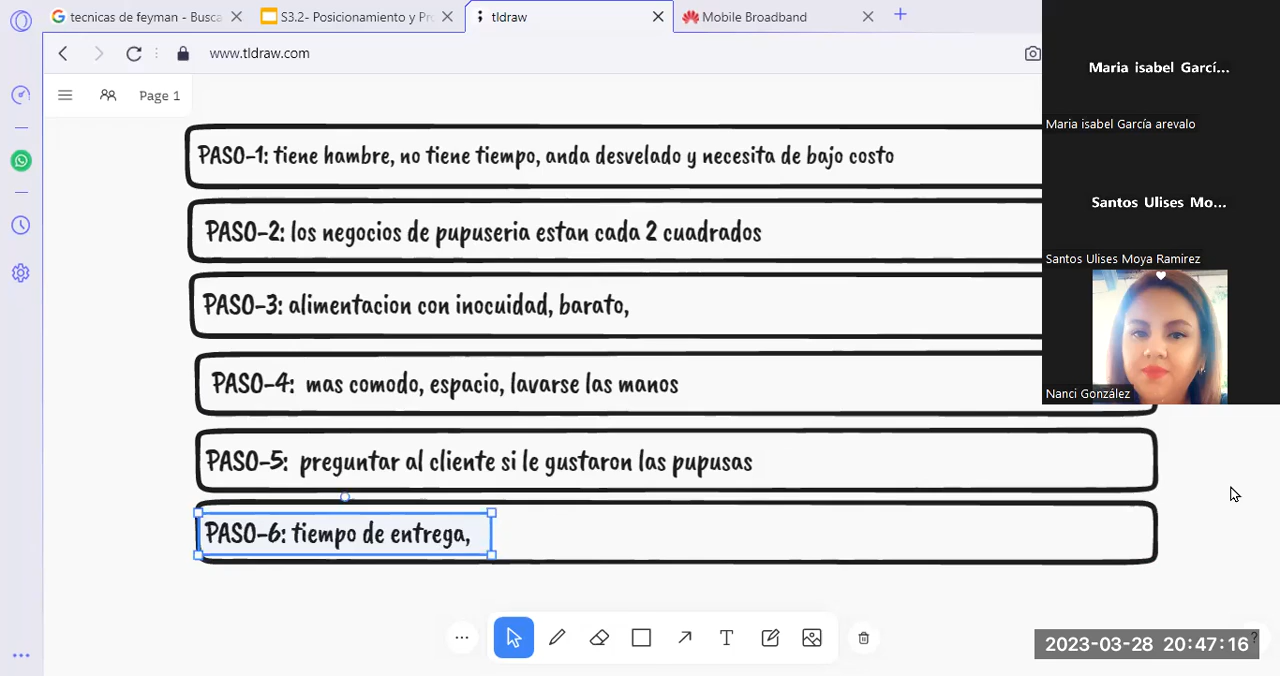 tecnicas de feyman - Busca
S3.2- Posicionamiento y Pr
tldraw
Mobile Broadband
www.tldraw.com
Page 1
PASO-1: tiene hambre, no tiene tiempo, anda desvelado y necesita de bajo costo
PASO-2: los negocios de pupuseria estan cada 2 cuadrados
PASO-3: alimentacion con inocuidad, barato,
PASO-4: mas comodo, espacio, lavarse las manos
PASO-5: preguntar al cliente si le gustaron las pupusas
PASO-6: tiempo de entrega,
Maria isabel Garcí...
Maria isabel García arevalo
Santos Ulises Mo...
Santos Ulises Moya Ramirez
Nanci González
T
2023-03-28 20:47:16
?